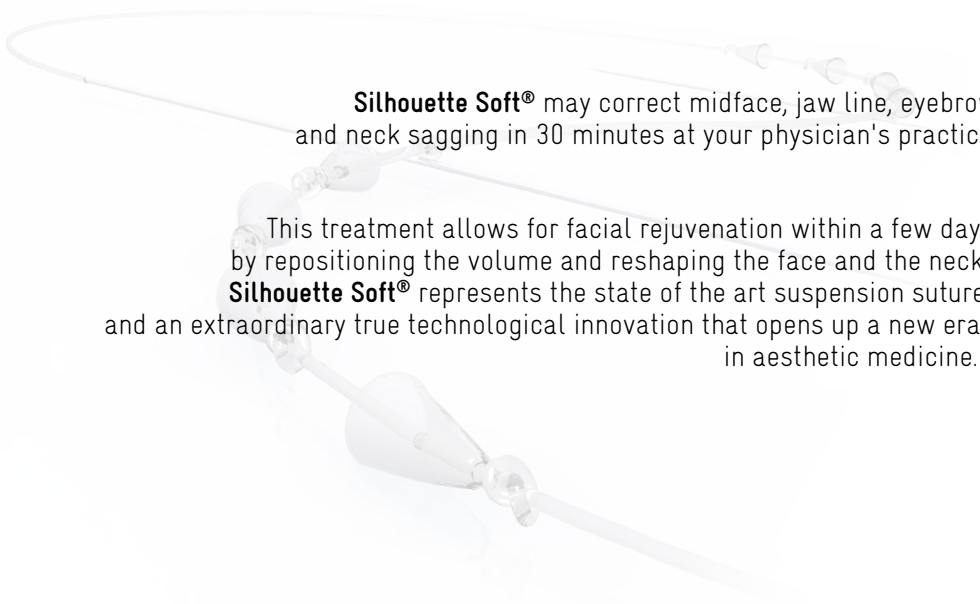 Silhouette Soft® may correct midface, jaw line,
and neck sagging in 30 minutes at your physician's
This treatment allows for facial rejuvenation within a few
by repositioning the volume and reshaping the face and the neck
Silhouette Soft® represents the state of the art suspension suture
and an extraordinary true technological innovation that opens up a new era
in aesthetic medicine.